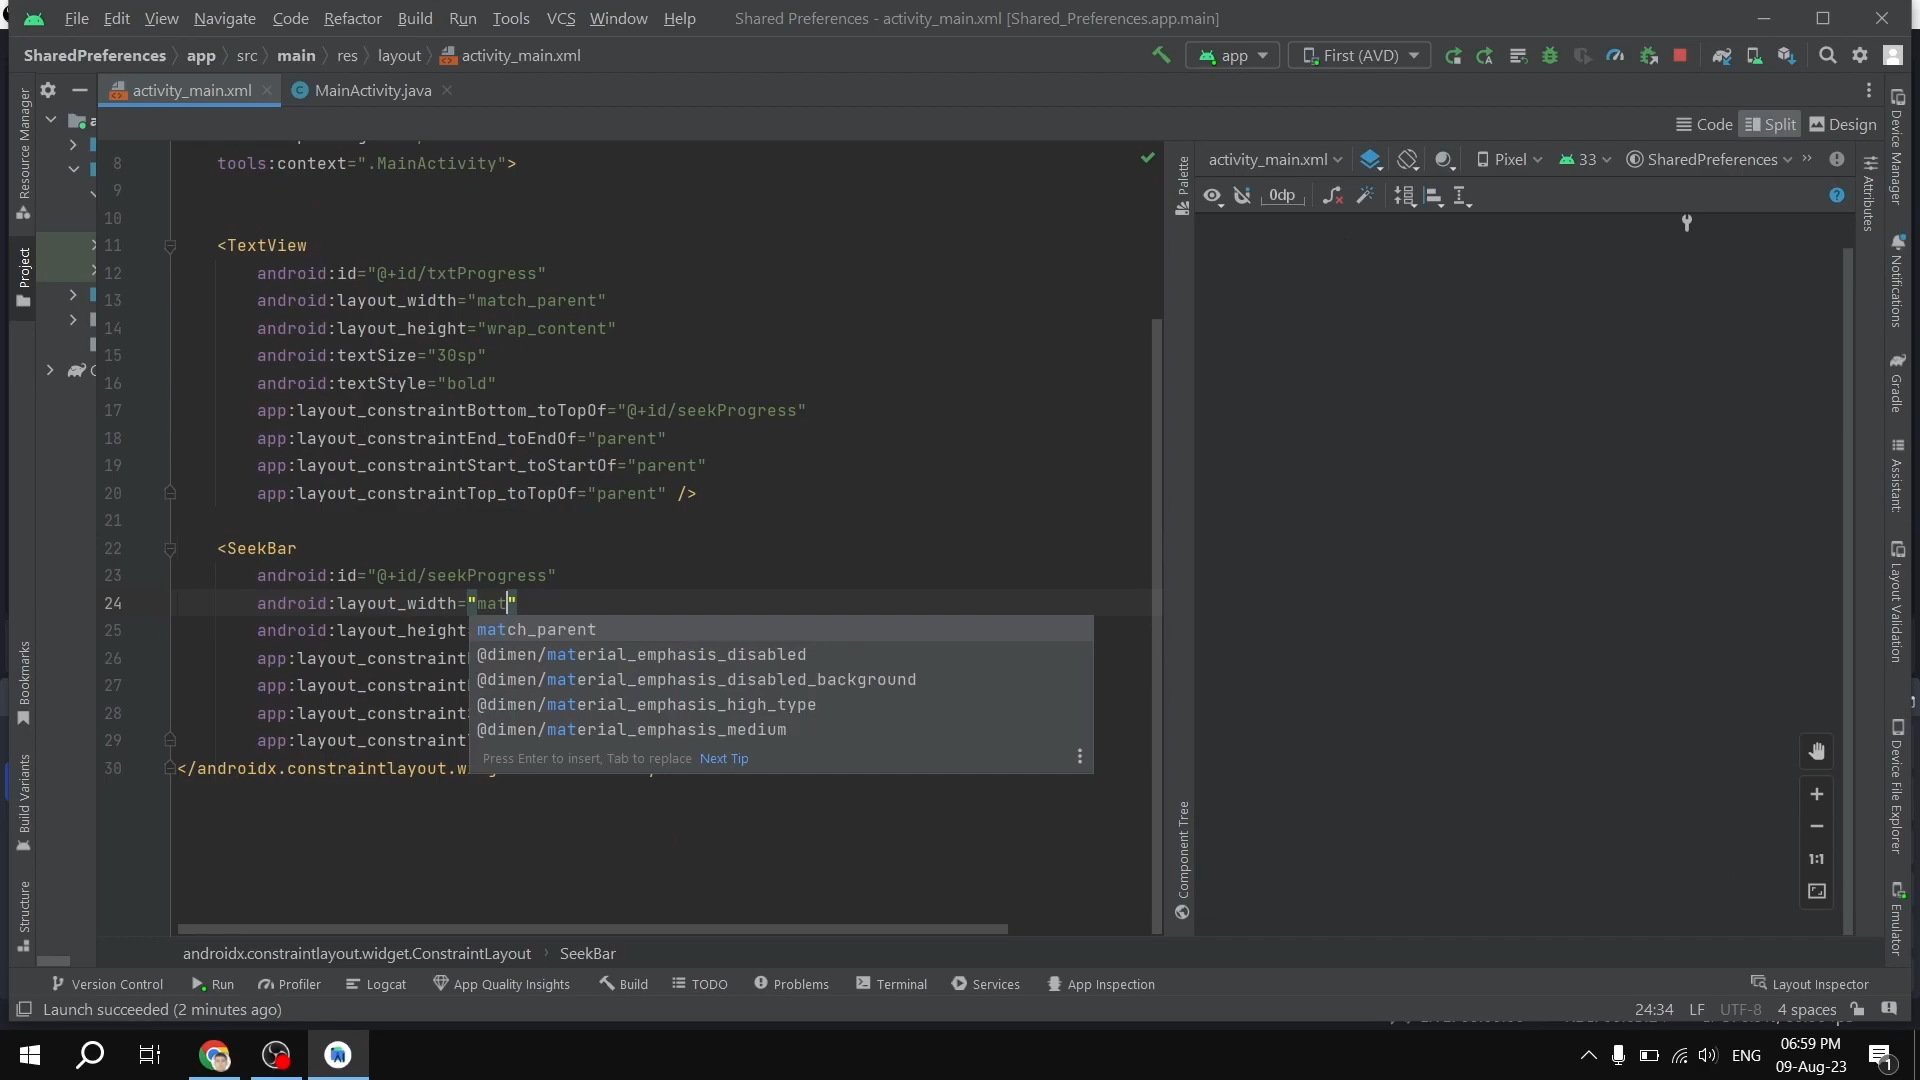 File Edit View Navigate Code Refactor Build Run Tools VCS Window Help Shared Preferences - activity_main.xml [Shared_Preferences.app.main]
SharedPreferences app src main res layout activity_main.xml app First (AVD)
activity_main.xml MainActivity.java
Code Split Design
activity_main.xml Pixel 33 SharedPreferences
0dp
8 tools:context=".MainActivity">
9
10
11 <TextView
12 android:id="@+id/txtProgress"
13 android:layout_width="match_parent"
14 android:layout_height="wrap_content"
15 android:textSize="30sp"
16 android:textStyle="bold"
17 app:layout_constraintBottom_toTopOf="@+id/seekProgress"
18 app:layout_constraintEnd_toEndOf="parent"
19 app:layout_constraintStart_toStartOf="parent"
20 app:layout_constraintTop_toTopOf="parent" />
21
22 <SeekBar
23 android:id="@+id/seekProgress"
24 android:layout_width="mat"
25 android:layout_height
26 app:layout_constraint
27 app:layout_constraint
28 app:layout_constraint
29 app:layout_constraint
30 </androidx.constraintlayout.w
match_parent
@dimen/material_emphasis_disabled
@dimen/material_emphasis_disabled_background
@dimen/material_emphasis_high_type
@dimen/material_emphasis_medium
Press Enter to insert, Tab to replace Next Tip
Resource Manager
Project
Bookmarks
Build Variants
Structure
Palette
Component Tree
Attributes
1:1
Device Manager
Notifications
Gradle
Assistant:
Layout Validation
Device File Explorer
Emulator
androidx.constraintlayout.widget.ConstraintLayout SeekBar
Version Control Run Profiler Logcat App Quality Insights Build TODO Problems Terminal Services App Inspection Layout Inspector
Launch succeeded (2 minutes ago) 24:34 LF UTF-8 4 spaces
ENG 06:59 PM
09-Aug-23 1